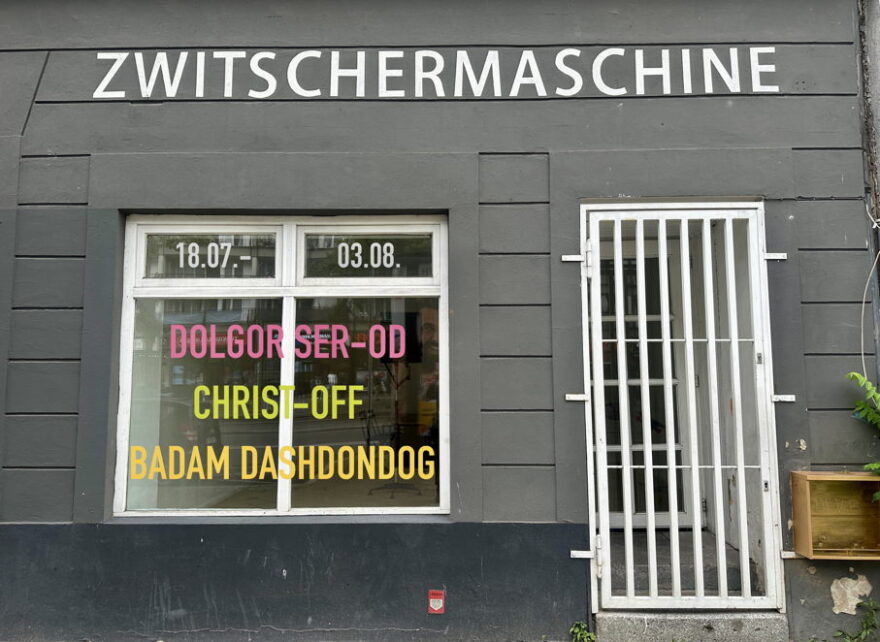 ZWITSCHERMASCHINE
18.07.- 03.08.
DOLGOR SER-OD
CHRIST-OFF
BADAM DASHDONDOG